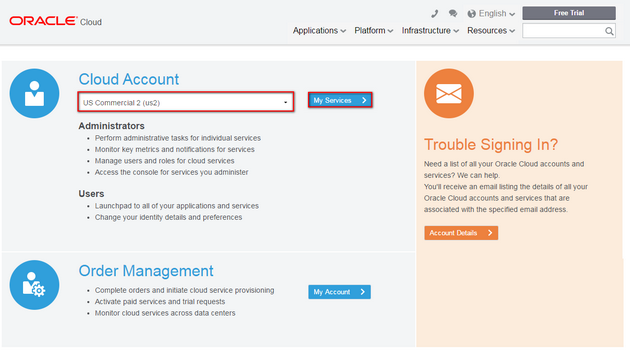 ORACLE Cloud
English
Free Trial
Applications Platform Infrastructure Resources
Cloud Account
US Commercial 2 (us2)
My Services
Administrators
Perform administrative tasks for individual services
Monitor key metrics and notifications for services
Manage users and roles for cloud services
Access the console for services you administer
Users
Launchpad to all of your applications and services
Change your identity details and preferences
Order Management
Complete orders and initiate cloud service provisioning
Activate paid services and trial requests
Monitor cloud services across data centers
My Account
Trouble Signing In?
Need a list of all your Oracle Cloud accounts and
services? We can help.
You'll receive an email listing the details of all your
Oracle Cloud accounts and services that are
associated with the specified email address.
Account Details